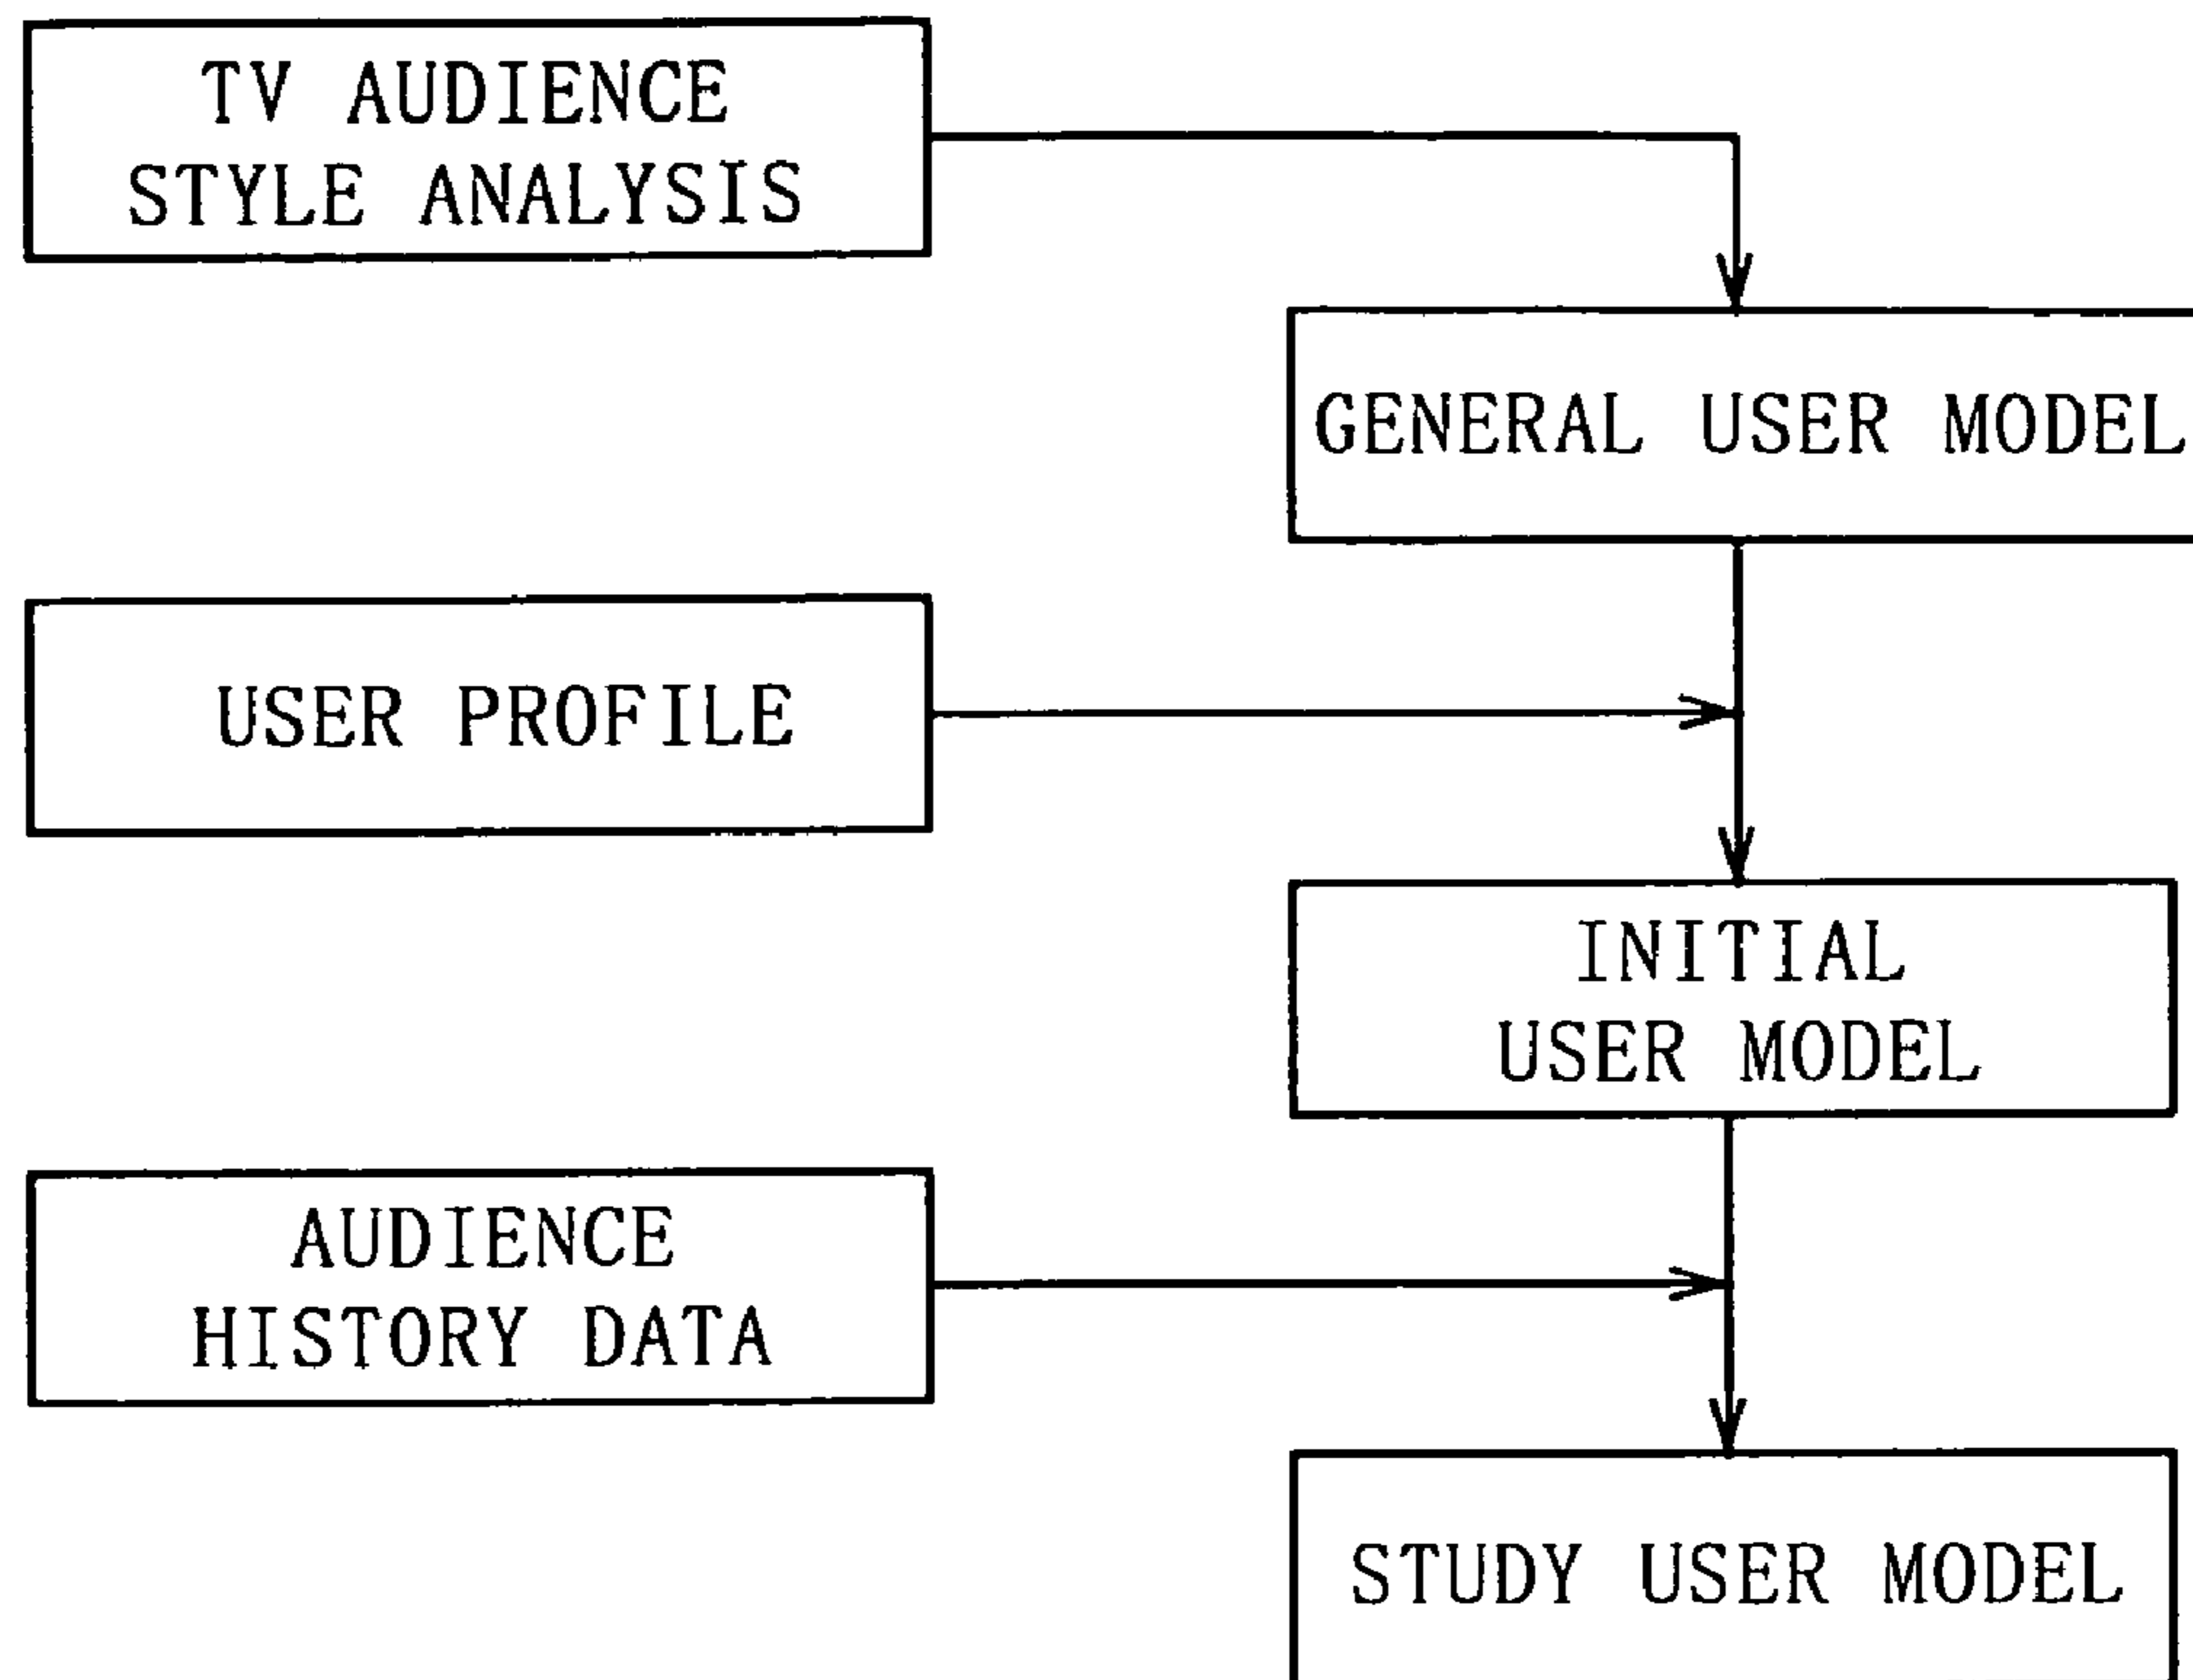 TV AUDIENCE
STYLE ANALYSIS
GENERAL USER MODEL
USER PROFILE
INITIAL
USER MODEL
AUDIENCE
HISTORY DATA
STUDY USER MODEL